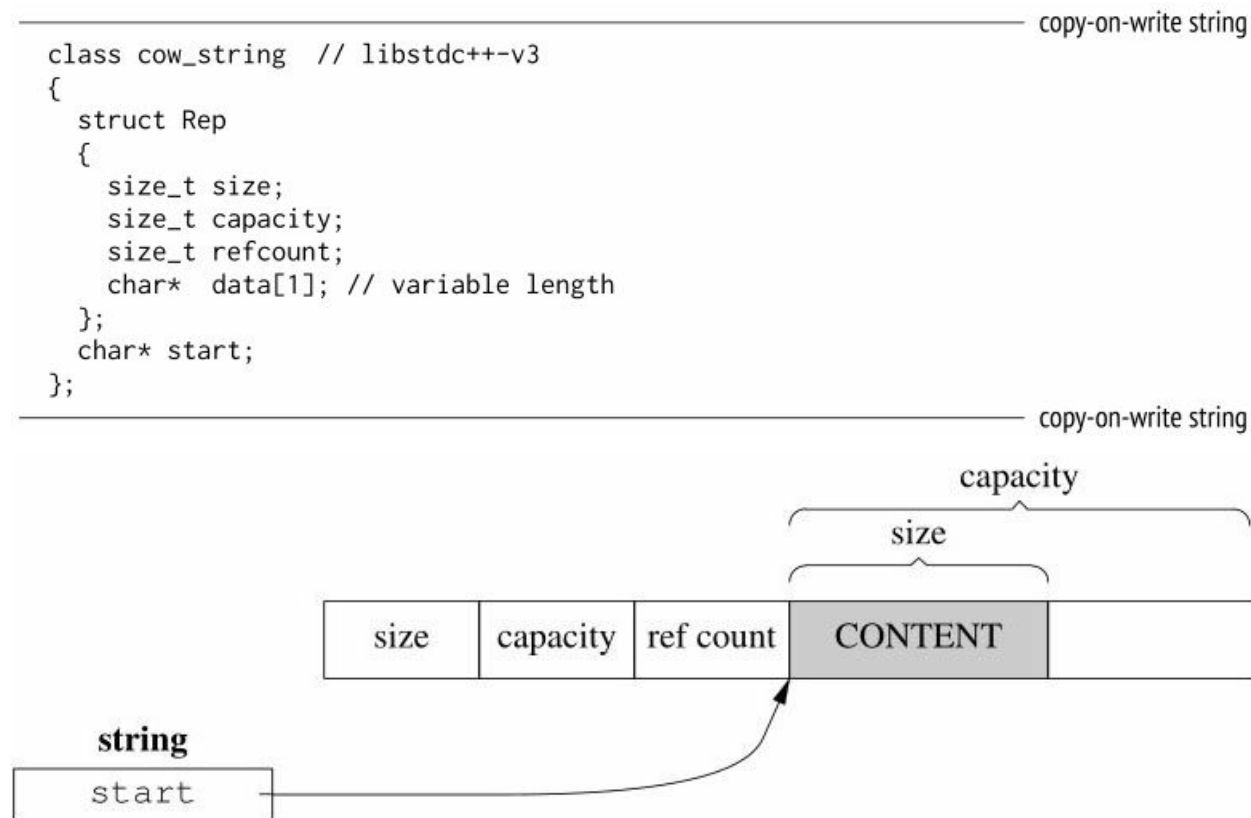 copy-on-write string
class cow_string // libstdc++-v3
{
struct Rep
{
size_t size;
size_t capacity;
size_t refcount;
char* data[1]; // variable length
};
char* start;
};
copy-on-write string
capacity
size
size capacity ref count CONTENT
string
start